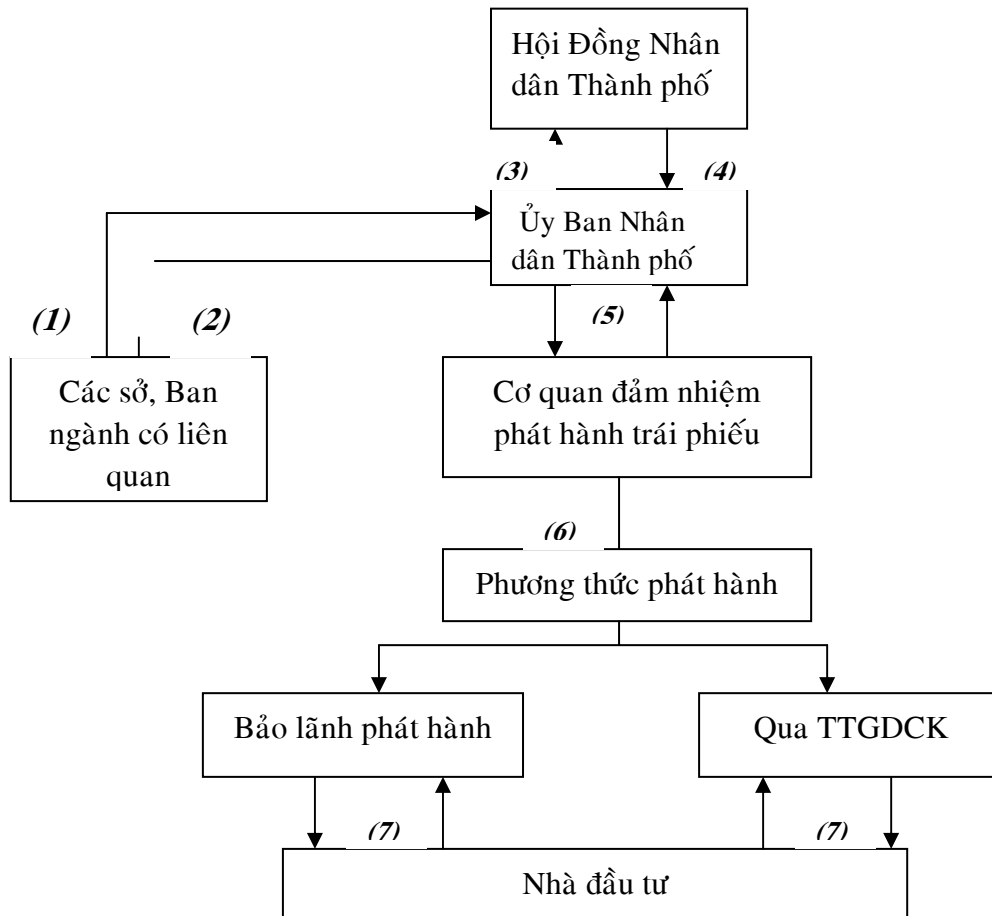 Hội Đồng Nhân
dân Thành phố
(3)
(4)
Ủy Ban Nhân
dân Thành phố
(1)
(2)
(5)
Các sở, Ban
ngành có liên
quan
Cơ quan đảm nhiệm
phát hành trái phiếu
(6)
Phương thức phát hành
Bảo lãnh phát hành
Qua TTGDCK
(7)
(7)
Nhà đầu tư